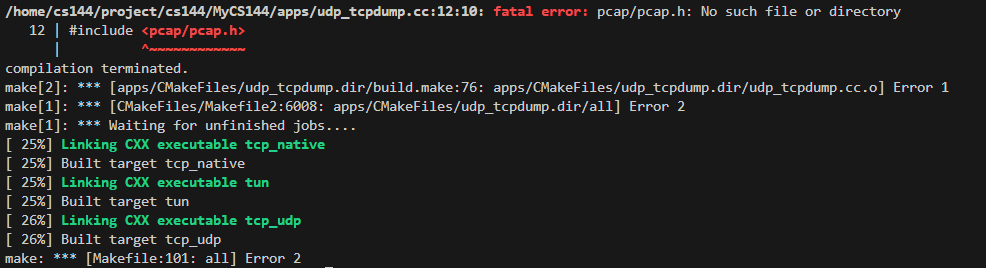 /home/cs144/project/cs144/MyCS144/apps/udp_tcpdump.cc:12:10: fatal error: pcap/pcap.h: No such file or directory
   12 | #include <pcap/pcap.h>
      |          ^~~~~~~~~~~~~
compilation terminated.
make[2]: *** [apps/CMakeFiles/udp_tcpdump.dir/build.make:76: apps/CMakeFiles/udp_tcpdump.dir/udp_tcpdump.cc.o] Error 1
make[1]: *** [CMakeFiles/Makefile2:6008: apps/CMakeFiles/udp_tcpdump.dir/all] Error 2
make[1]: *** Waiting for unfinished jobs....
[ 25%] Linking CXX executable tcp_native
[ 25%] Built target tcp_native
[ 25%] Linking CXX executable tun
[ 25%] Built target tun
[ 26%] Linking CXX executable tcp_udp
[ 26%] Built target tcp_udp
make: *** [Makefile:101: all] Error 2